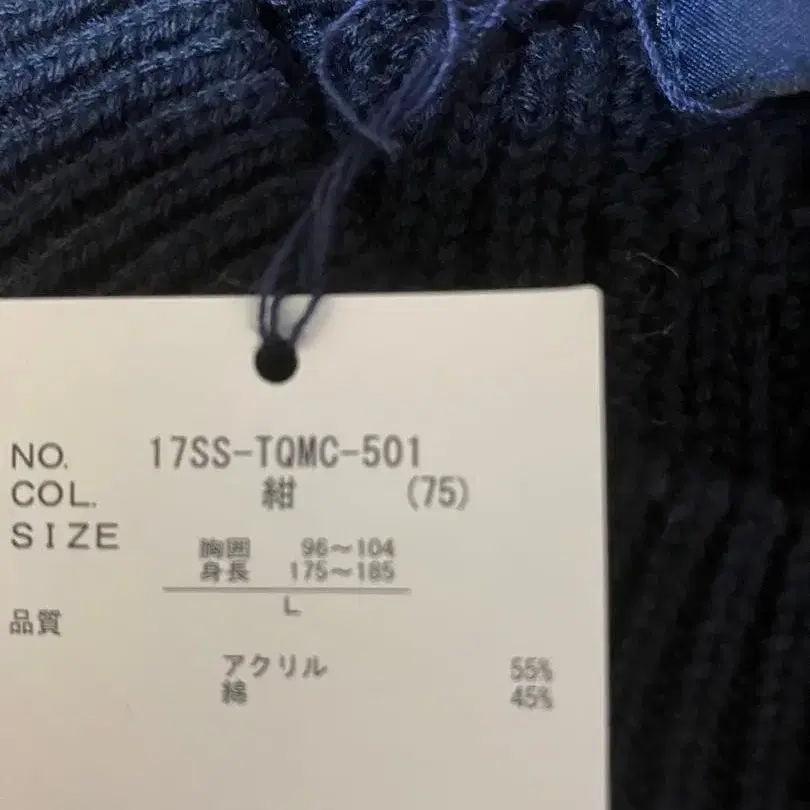 NO. 17SS-TQMC-501
COL. 紺 (75)
SIZE
胸囲 96～104
身長 175～185
L
品質
アクリル 55%
綿 45%